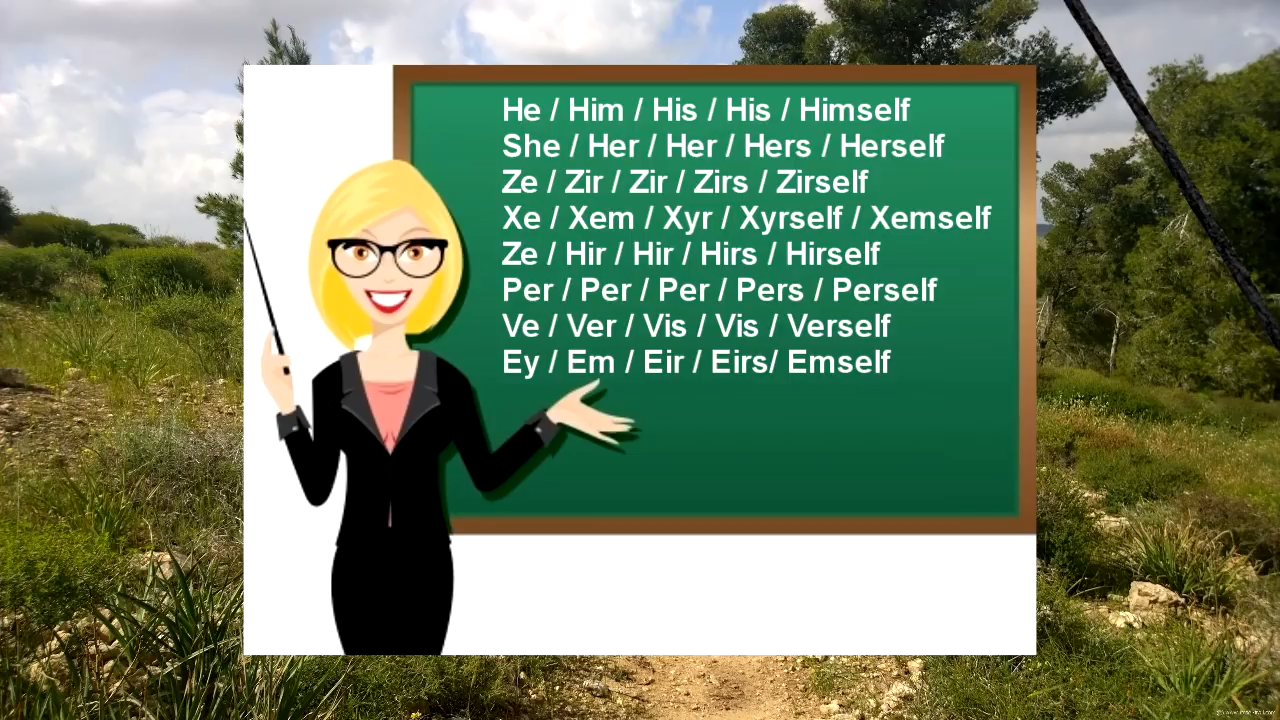 He / Him / His / His / Himself
She / Her / Her / Hers / Herself
Ze / Zir / Zir / Zirs / Zirself
Xe / Xem / Xyr / Xyrself / Xemself
Ze / Hir / Hir / Hirs / Hirself
Per / Per / Per / Pers / Perself
Ve / Ver / Vis / Vis / Verself
Ey / Em / Eir / Eirs/ Emself